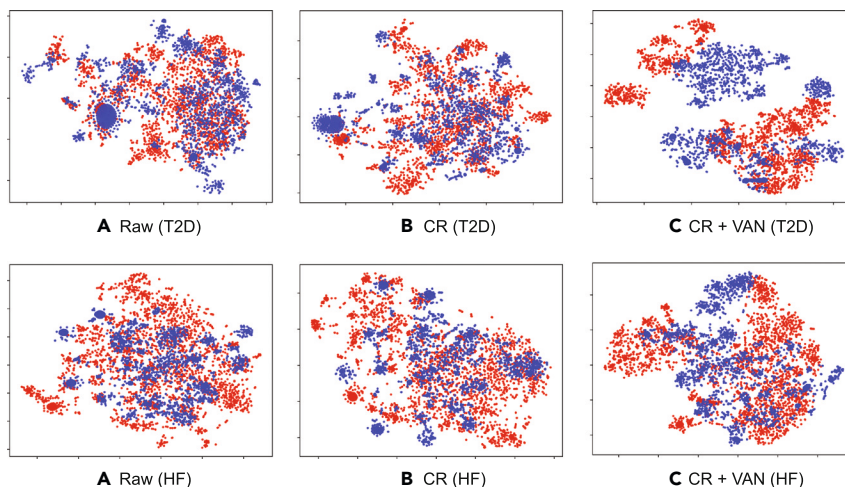 A Raw (T2D)
B CR (T2D)
C CR + VAN (T2D)
A Raw (HF)
B CR (HF)
C CR + VAN (HF)